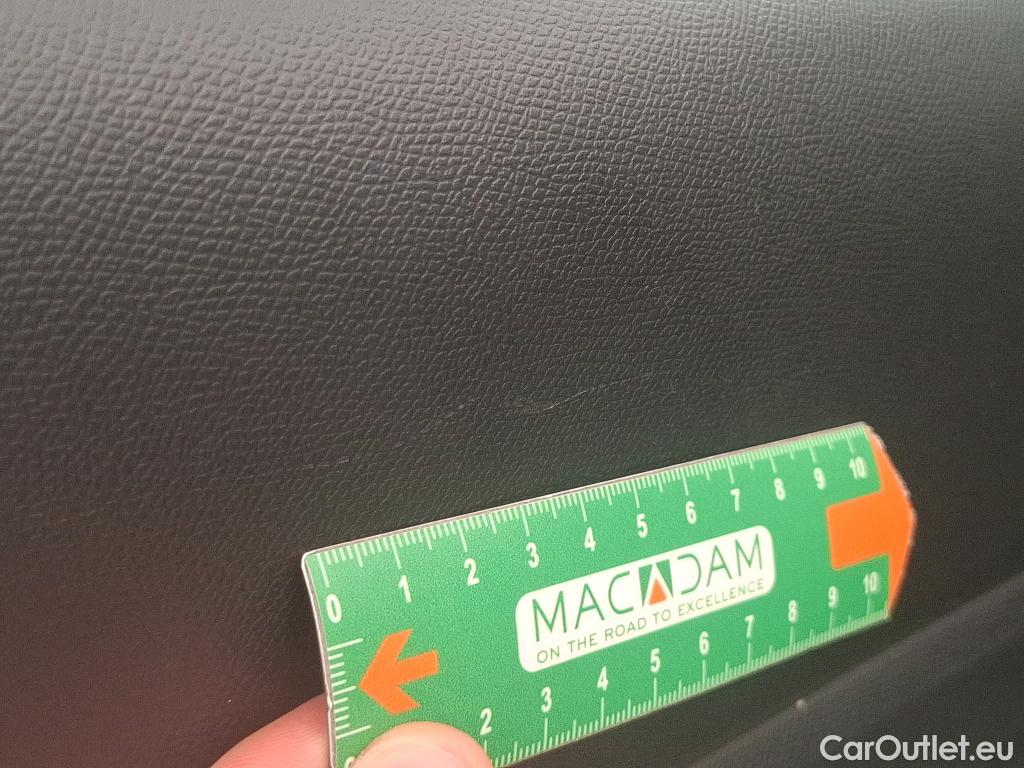 0 1 2 3 4 5 6 7 8 9 10
MACADAM
ON THE ROAD TO EXCELLENCE
2 3 4 5 6 7 8 9 10
CarOutlet.eu